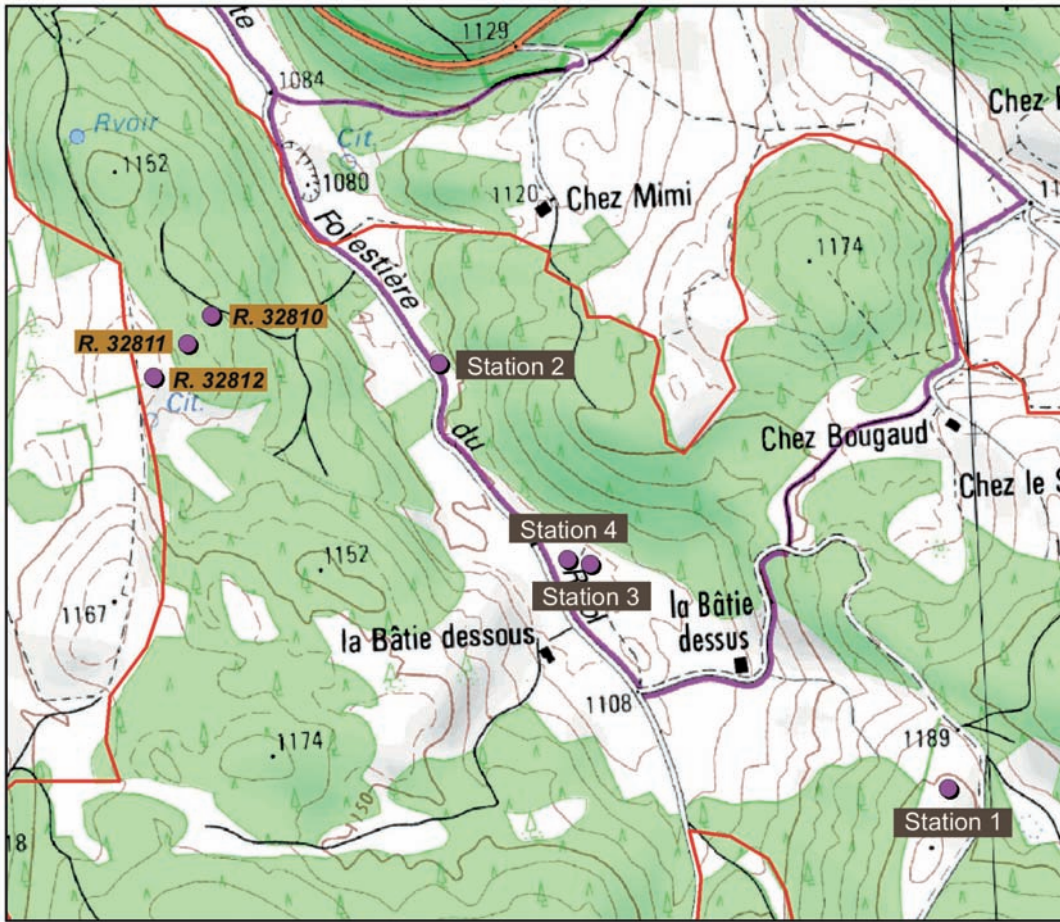 te
1129
1084
Chez
Rvoir
Cit.
1152
1080
1120
Chez Mimi
Forestière
1174
R. 32810
R. 32811
Station 2
R. 32812
Cit.
du
Chez Bougaud
Chez le S
Station 4
1152
Station 3
la Bâtie
dessus
1167
la Bâtie dessous
1108
1189
1174
1150
Station 1
18